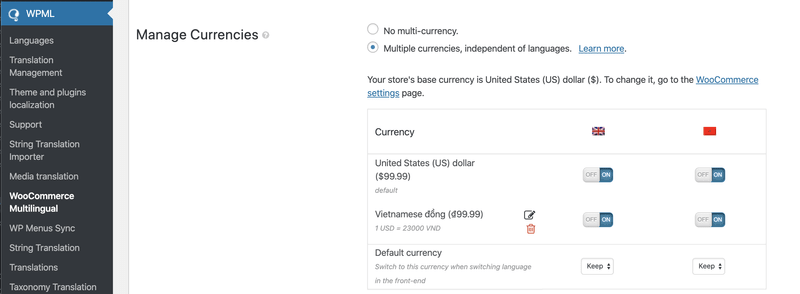 WPML
Languages
Translation
Management
Theme and plugins
localization
Support
String Translation
Importer
Media translation
WooCommerce
Multilingual
WP Menus Sync
String Translation
Translations
Taxonomy Translation
Manage Currencies
No multi-currency.
Multiple currencies, independent of languages. Learn more.
Your store's base currency is United States (US) dollar ($). To change it, go to the WooCommerce
settings page.
Currency
United States (US) dollar
($99.99)
default
OFF ON
OFF ON
Vietnamese đồng (₫99.99)
1 USD = 23000 VND
OFF ON
OFF ON
Default currency
Switch to this currency when switching language
in the front-end
Keep
Keep